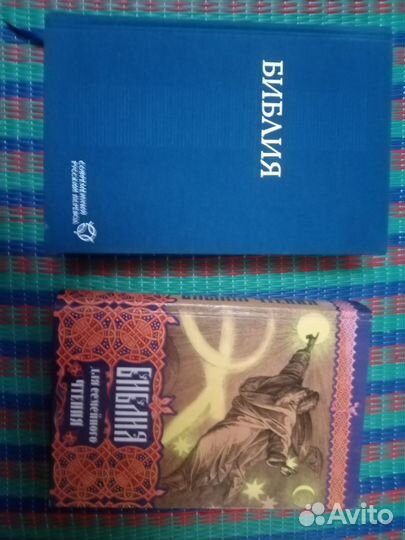 БИБЛИЯ
СОВРЕМЕННЫЙ
РУССКИЙ ПЕРЕВОД
БИБЛИЯ
для семейного
чтения
Avito